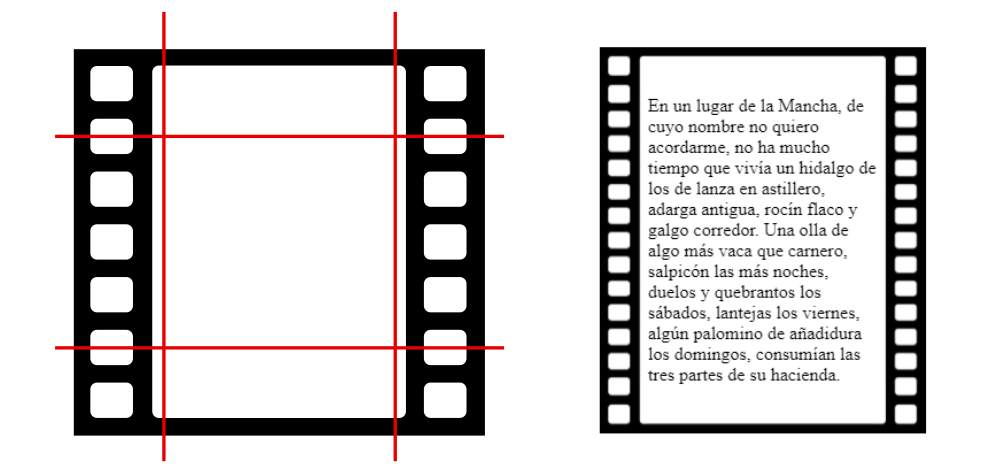 En un lugar de la Mancha, de
cuyo nombre no quiero
acordarme, no ha mucho
tiempo que vivía un hidalgo de
los de lanza en astillero,
adarga antigua, rocín flaco y
galgo corredor. Una olla de
algo más vaca que carnero,
salpicón las más noches,
duelos y quebrantos los
sábados, lantejas los viernes,
algún palomino de añadidura
los domingos, consumían las
tres partes de su hacienda.